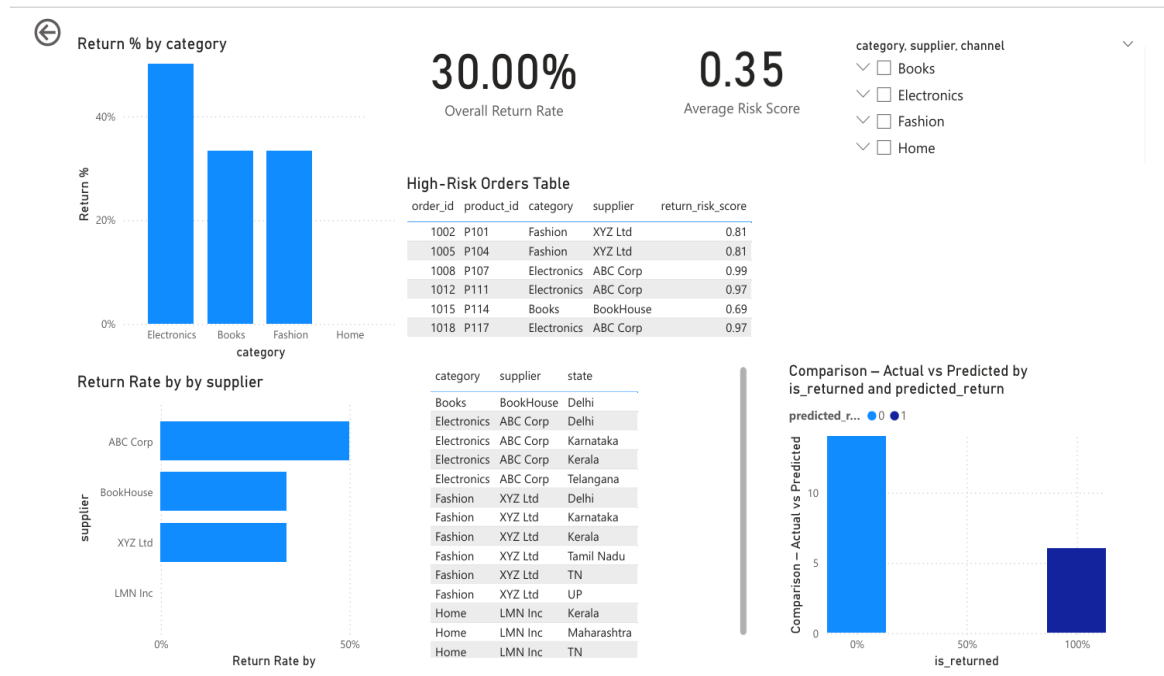 Return % by category
40%
20%
0%
Return %
Electronics Books Fashion Home
category
30.00%
Overall Return Rate
0.35
Average Risk Score
category, supplier, channel
Books
Electronics
Fashion
Home
High-Risk Orders Table
order_id product_id category supplier return_risk_score
1002 P101 Fashion XYZ Ltd 0.81
1005 P104 Fashion XYZ Ltd 0.81
1008 P107 Electronics ABC Corp 0.99
1012 P111 Electronics ABC Corp 0.97
1015 P114 Books BookHouse 0.69
1018 P117 Electronics ABC Corp 0.97
Return Rate by by supplier
supplier
ABC Corp
BookHouse
XYZ Ltd
LMN Inc
0% 50%
Return Rate by
category supplier state
Books BookHouse Delhi
Electronics ABC Corp Delhi
Electronics ABC Corp Karnataka
Electronics ABC Corp Kerala
Electronics ABC Corp Telangana
Fashion XYZ Ltd Delhi
Fashion XYZ Ltd Karnataka
Fashion XYZ Ltd Kerala
Fashion XYZ Ltd Tamil Nadu
Fashion XYZ Ltd TN
Fashion XYZ Ltd UP
Home LMN Inc Kerala
Home LMN Inc Maharashtra
Home LMN Inc TN
Comparison – Actual vs Predicted by
is_returned and predicted_return
predicted_r... 0 1
Comparison – Actual vs Predicted
10
5
0
0% 50% 100%
is_returned